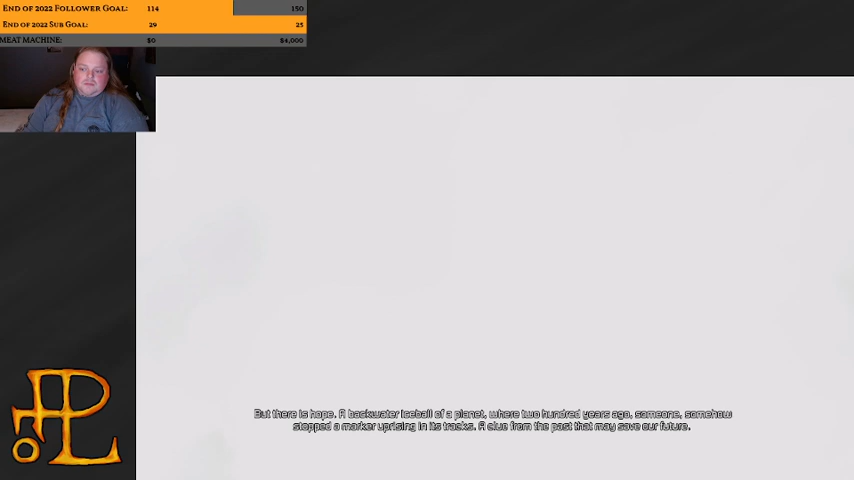 END OF 2022 FOLLOWER GOAL: 114 150
END OF 2022 SUB GOAL: 29 25
MEAT MACHINE: $0 $4,000
But there is hope. A backwater iceball of a planet, where two hundred years ago, someone, somehow
stopped a marker uprising in its tracks. A clue from the past that may save our future.